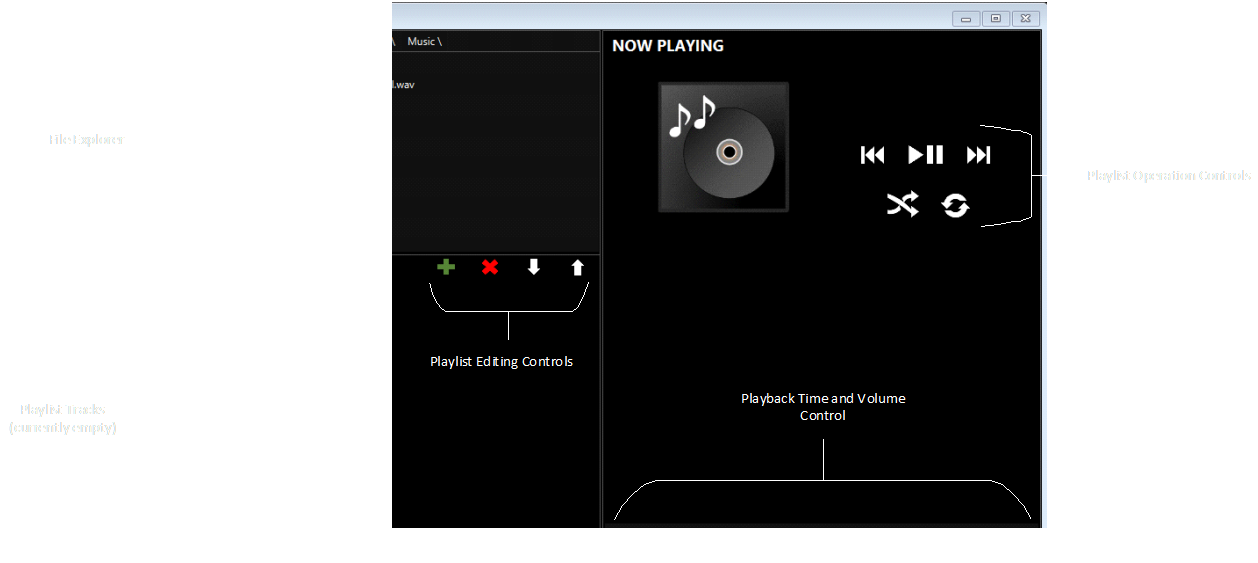 \ Music \
NOW PLAYING
l.wav
File Explorer
Playlist Operation Controls
Playlist Editing Controls
Playback Time and Volume
Control
Playlist Tracks
(currently empty)